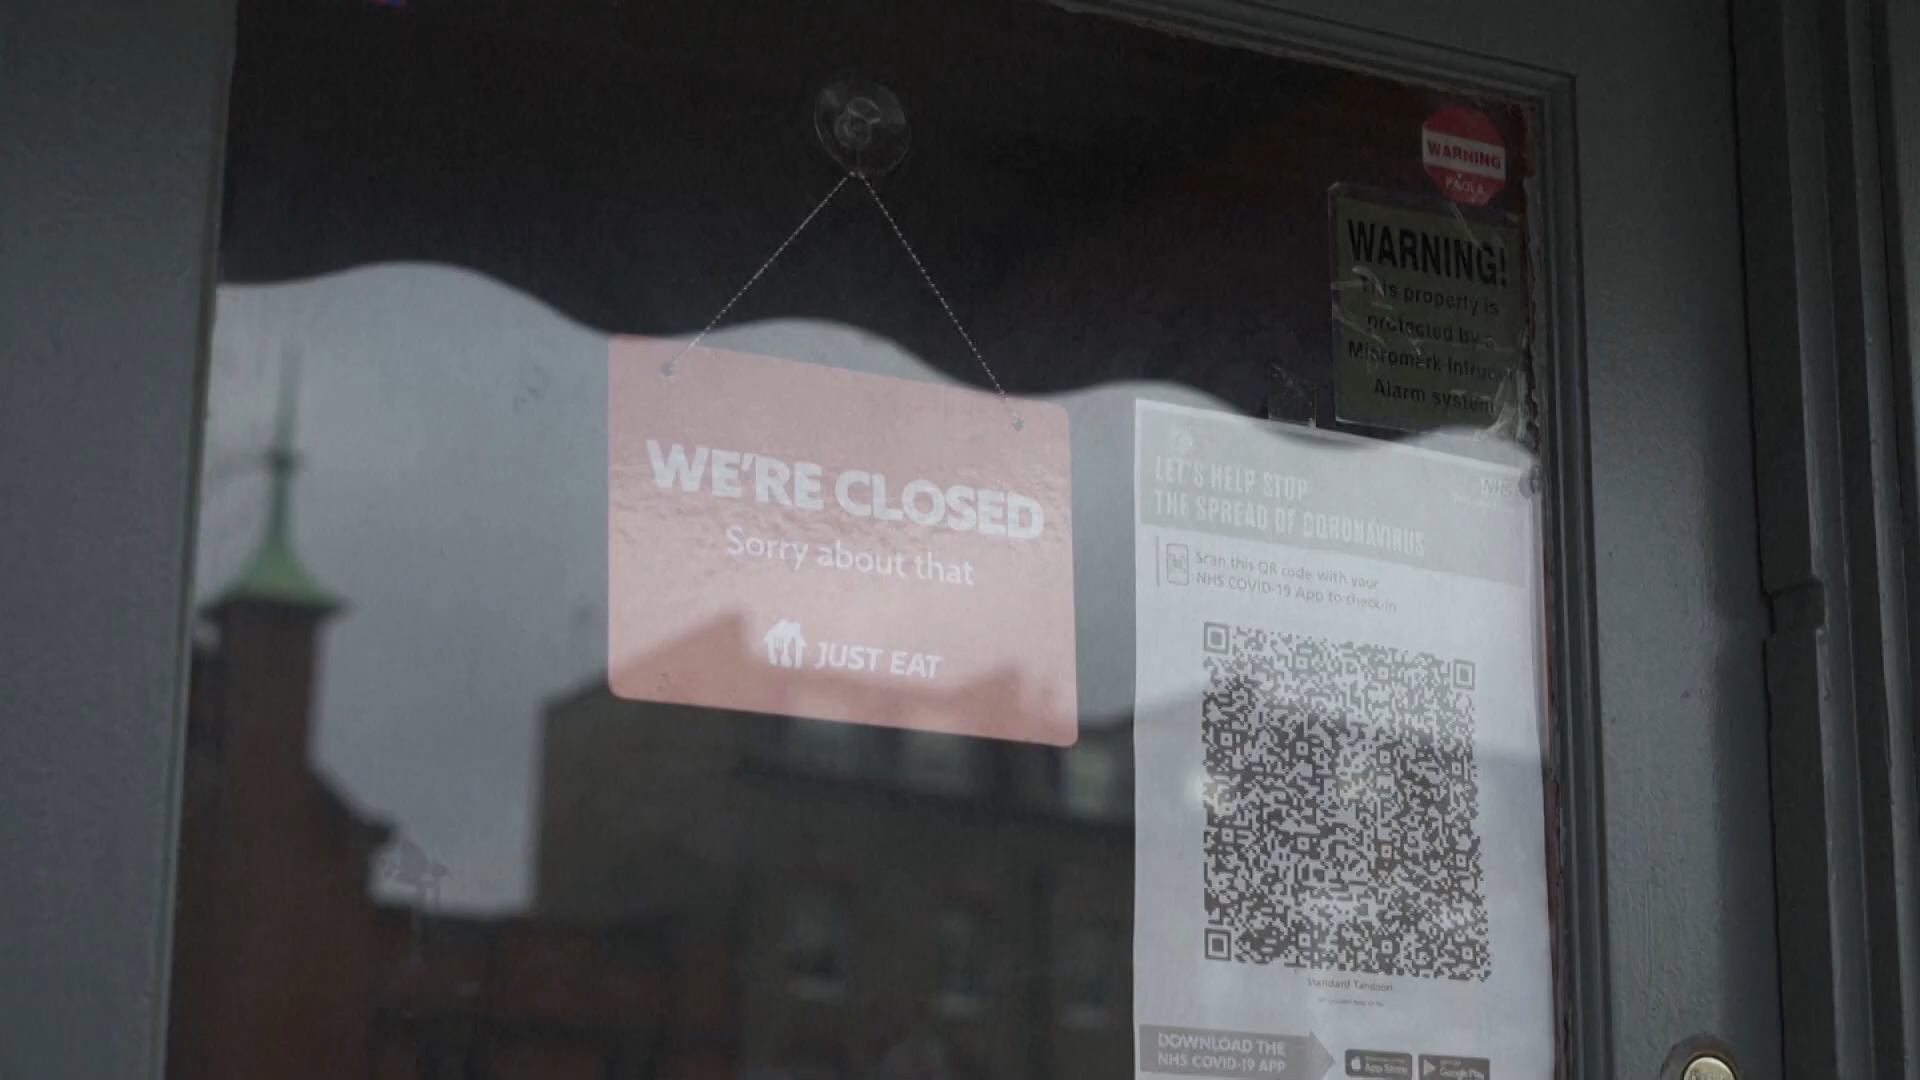 WE'RE CLOSED
Sorry about that
JUST EAT
WARNING
WARNING!
This property is
protected by a
Micromark Intruder
Alarm system
LET'S HELP STOP
THE SPREAD OF CORONAVIRUS
NHS
Scan this QR code with your
NHS COVID-19 App to check-in
Standard Tandoori
DOWNLOAD THE
NHS COVID-19 APP
App Store
Google Play